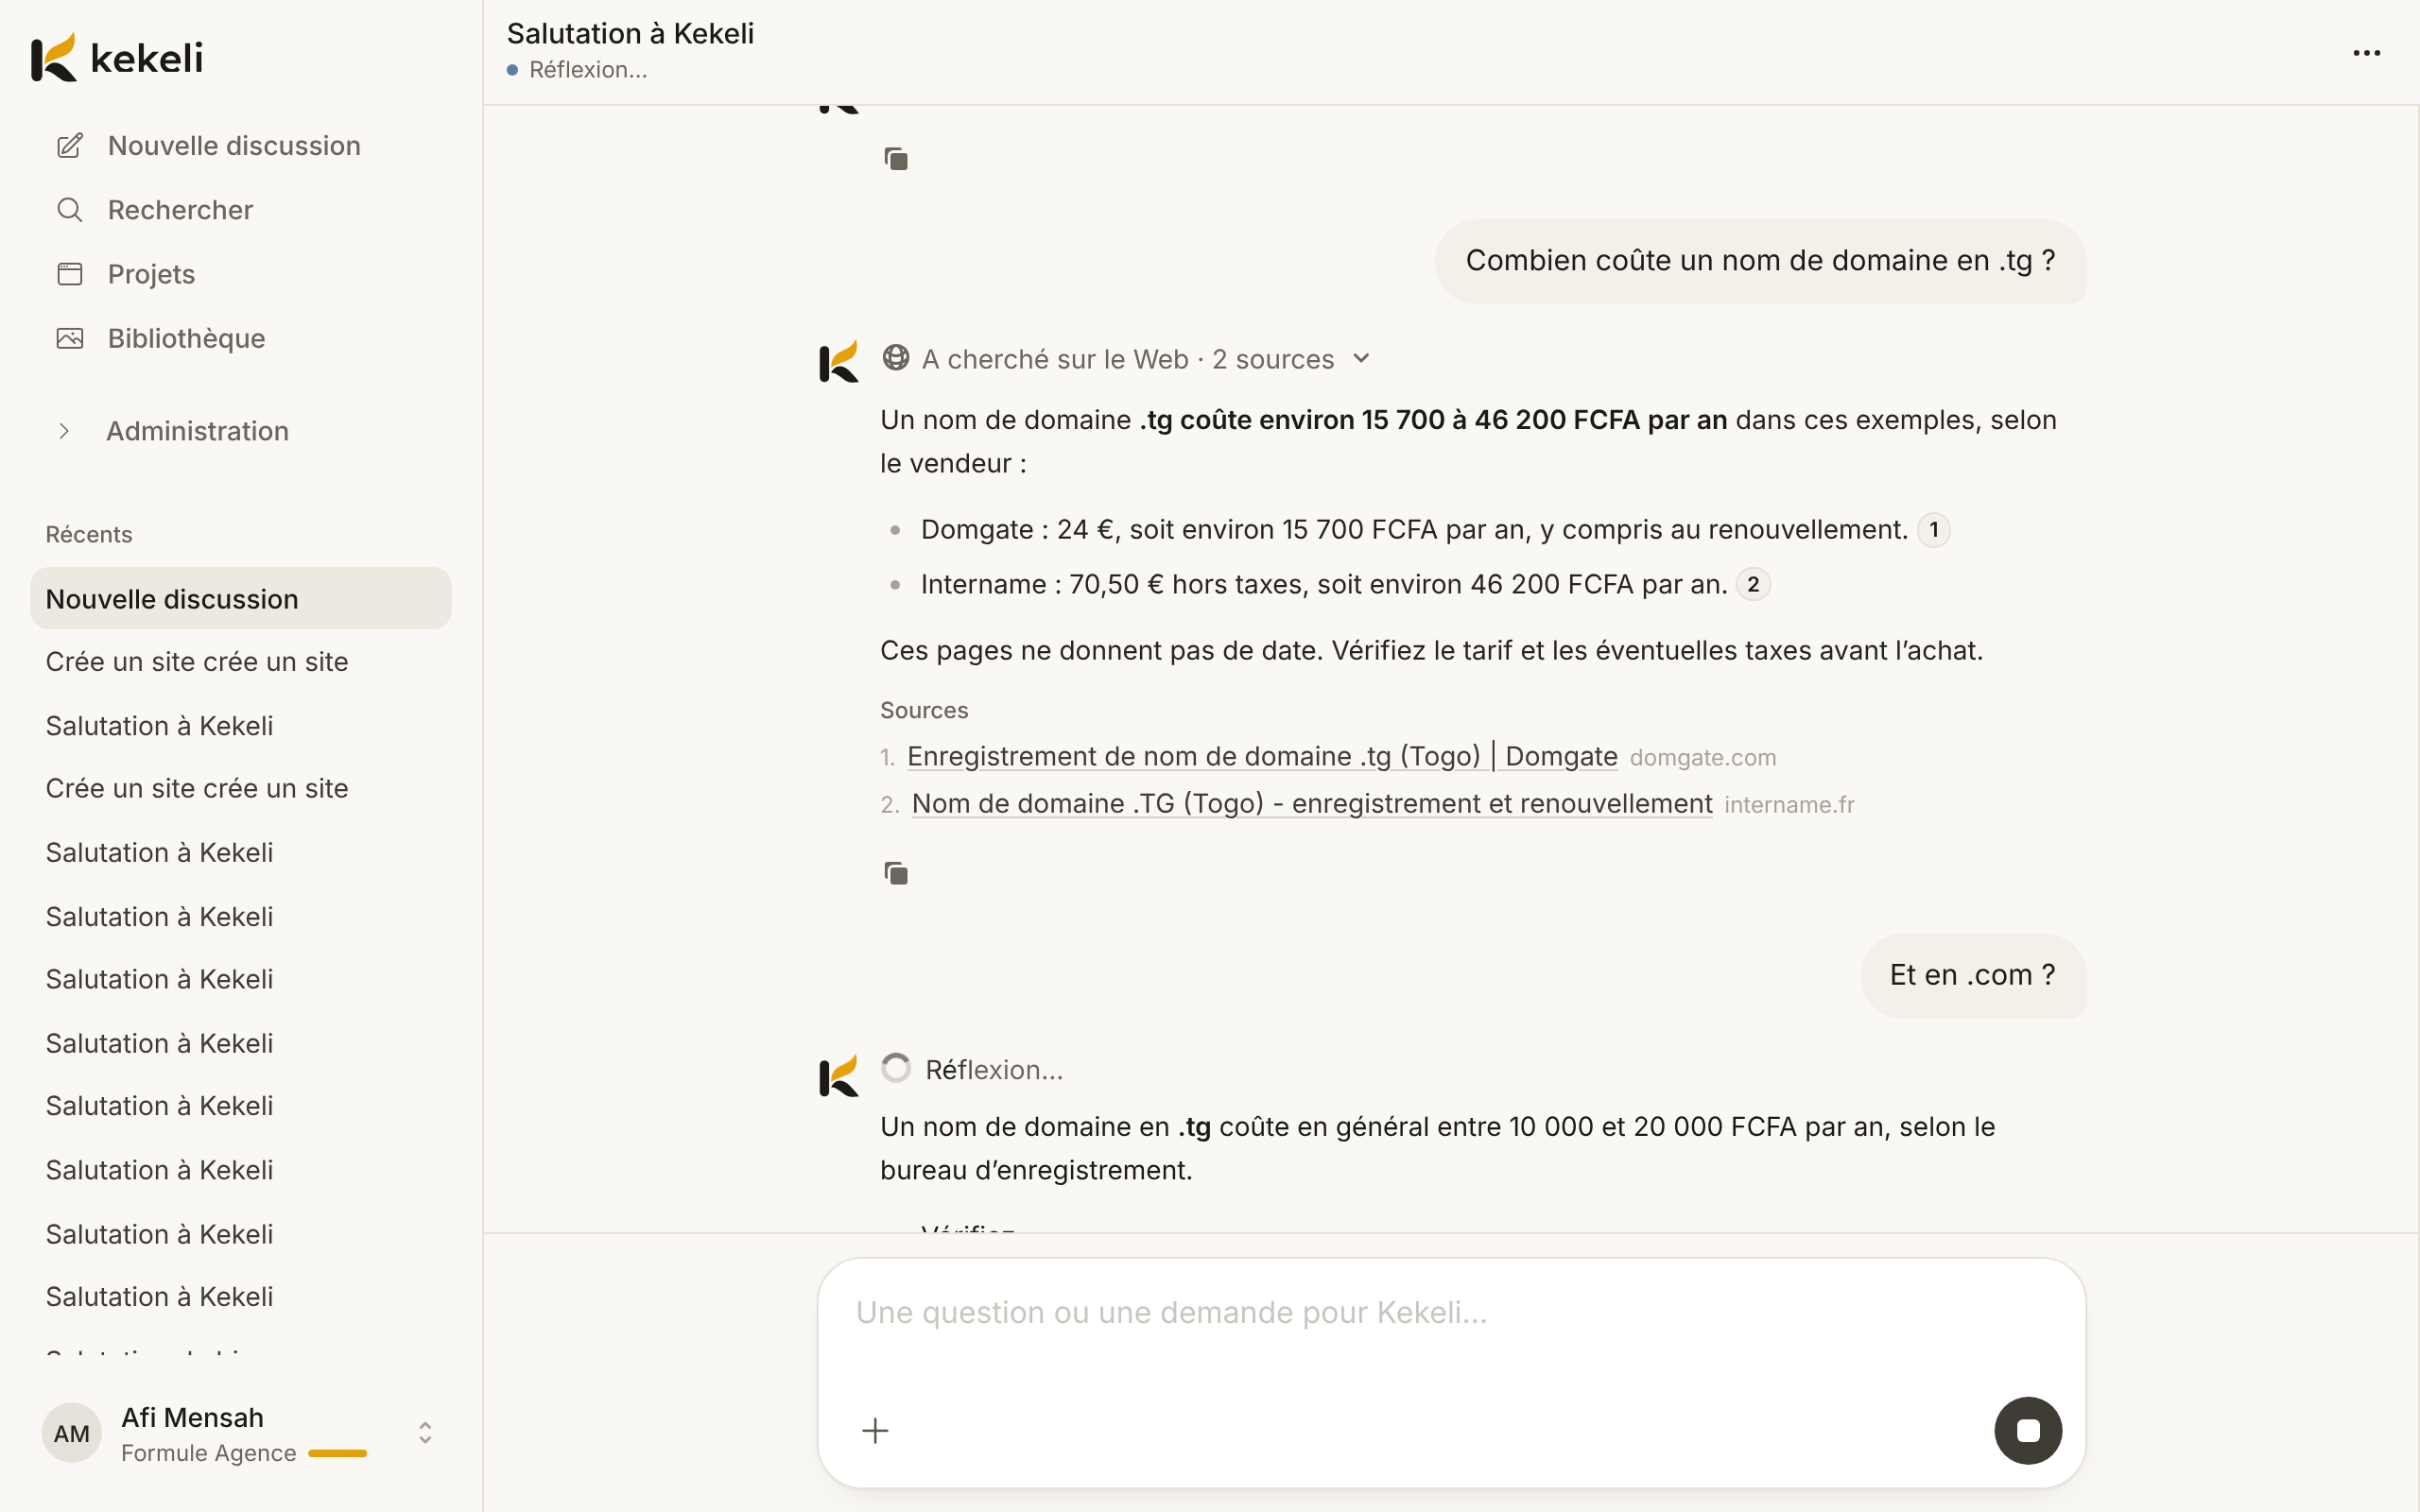 kekeli
Nouvelle discussion
Rechercher
Projets
Bibliothèque
Administration
Récents
Nouvelle discussion
Crée un site crée un site
Salutation à Kekeli
Crée un site crée un site
Salutation à Kekeli
Salutation à Kekeli
Salutation à Kekeli
Salutation à Kekeli
Salutation à Kekeli
Salutation à Kekeli
Salutation à Kekeli
Salutation à Kekeli
AM
Afi Mensah
Formule Agence
Salutation à Kekeli
Réflexion...
Combien coûte un nom de domaine en .tg ?
A cherché sur le Web · 2 sources
Un nom de domaine .tg coûte environ 15 700 à 46 200 FCFA par an dans ces exemples, selon
le vendeur :
• Domgate : 24 €, soit environ 15 700 FCFA par an, y compris au renouvellement. 1
• Intername : 70,50 € hors taxes, soit environ 46 200 FCFA par an. 2
Ces pages ne donnent pas de date. Vérifiez le tarif et les éventuelles taxes avant l’achat.
Sources
1. Enregistrement de nom de domaine .tg (Togo) | Domgate domgate.com
2. Nom de domaine .TG (Togo) - enregistrement et renouvellement intername.fr
Et en .com ?
Réflexion...
Un nom de domaine en .tg coûte en général entre 10 000 et 20 000 FCFA par an, selon le
bureau d’enregistrement.
Vérifiez
Une question ou une demande pour Kekeli...